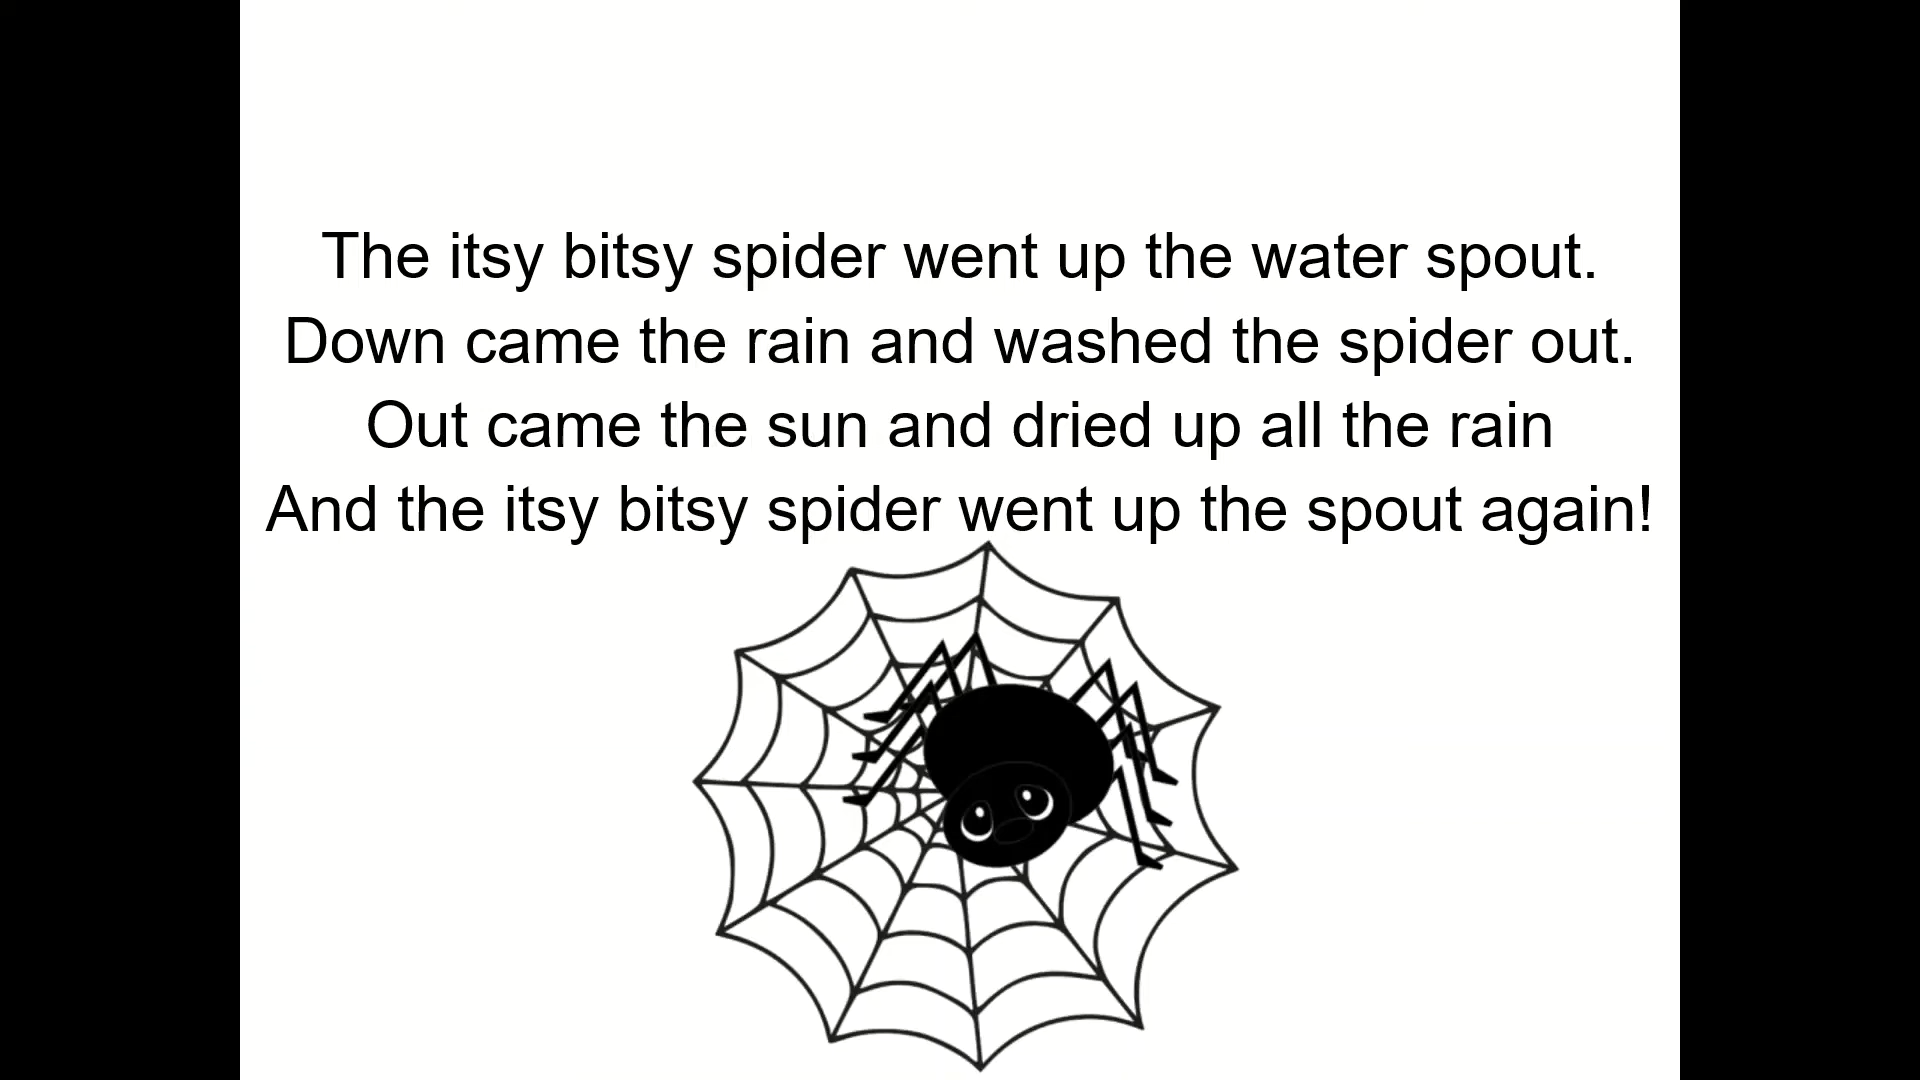 The itsy bitsy spider went up the water spout.
Down came the rain and washed the spider out.
Out came the sun and dried up all the rain
And the itsy bitsy spider went up the spout again!